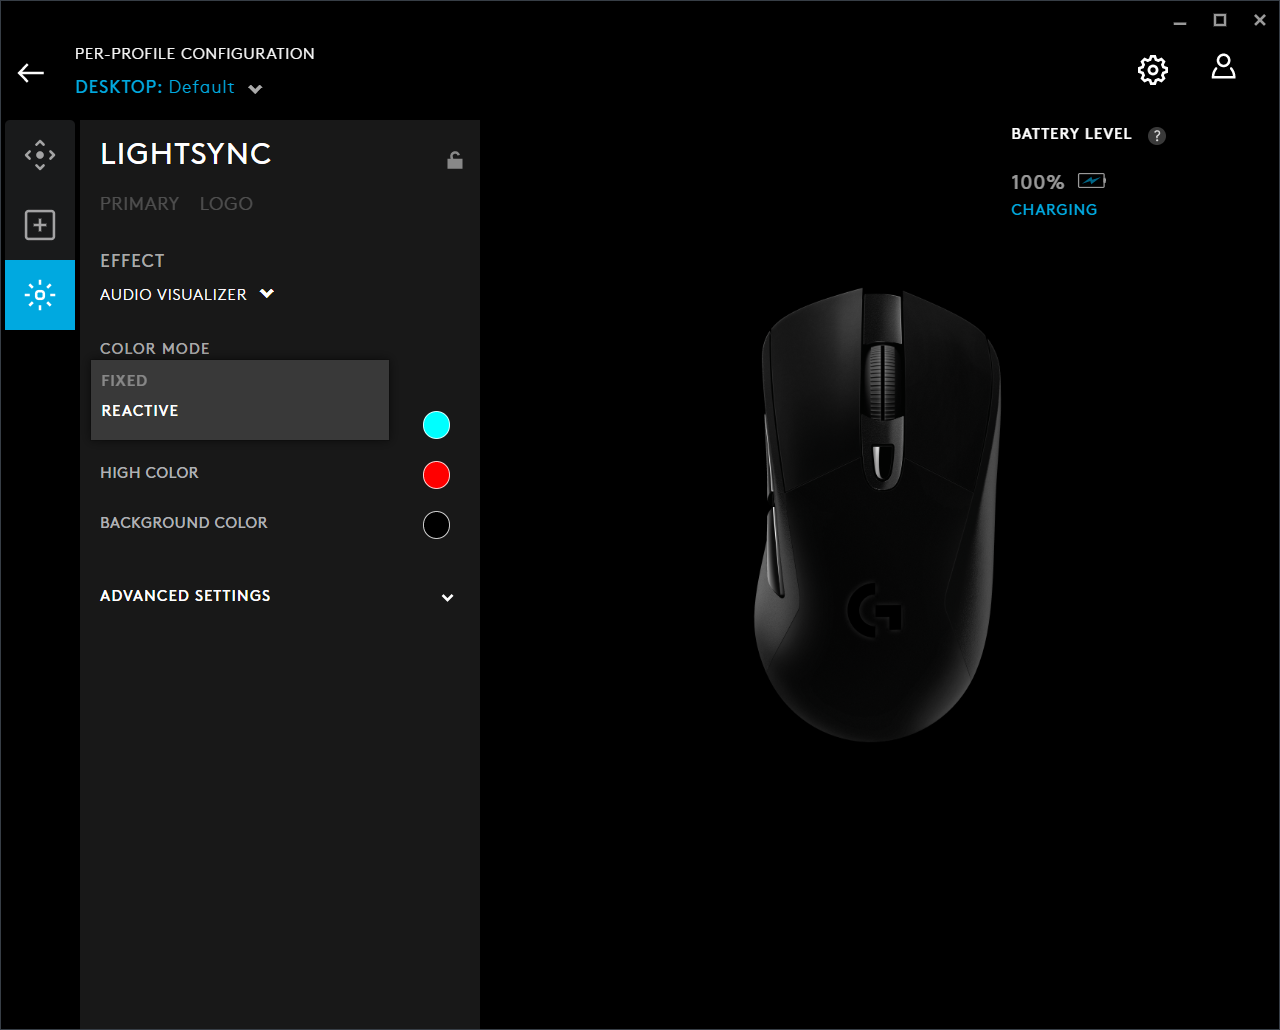 PER-PROFILE CONFIGURATION
DESKTOP: Default
LIGHTSYNC
PRIMARY LOGO
EFFECT
AUDIO VISUALIZER
COLOR MODE
FIXED
REACTIVE
HIGH COLOR
BACKGROUND COLOR
ADVANCED SETTINGS
BATTERY LEVEL ?
100%
CHARGING